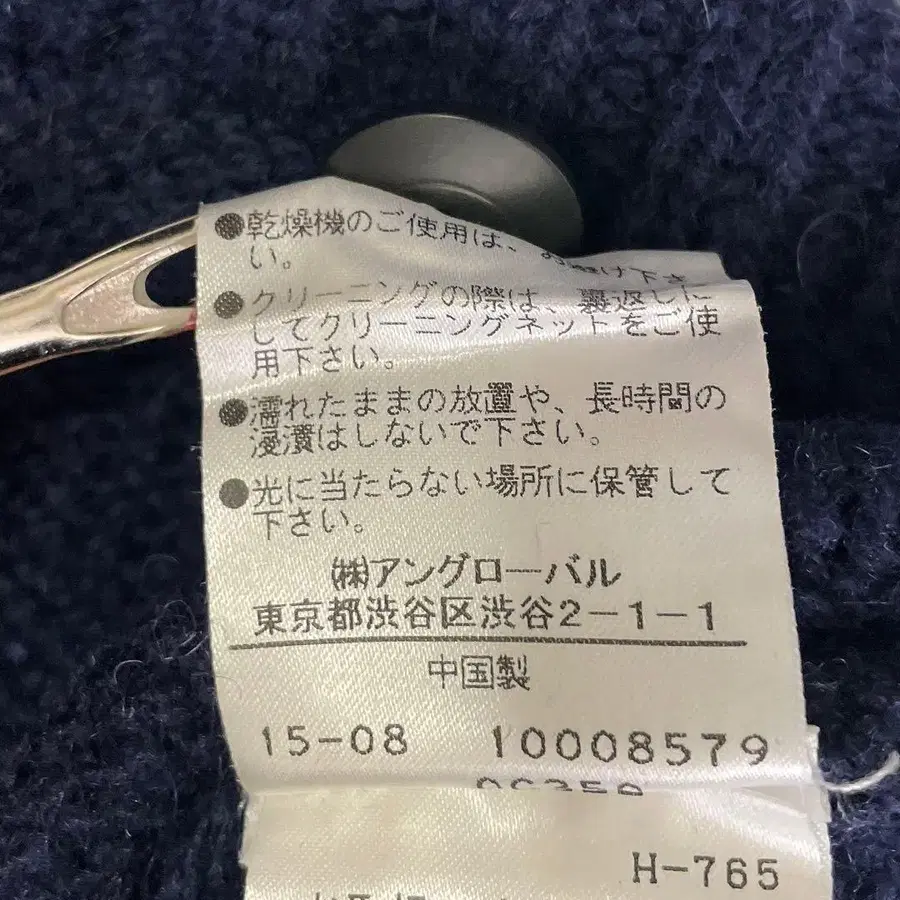 ●乾燥機のご使用は、お避け下さ
い。
●クリーニングの際は、裏返しに
してクリーニングネットをご使
用下さい。
●濡れたままの放置や、長時間の
浸漬はしないで下さい。
●光に当たらない場所に保管して
下さい。
㈱アングローバル
東京都渋谷区渋谷2-1-1
中国製
15-08 10008579
H-765